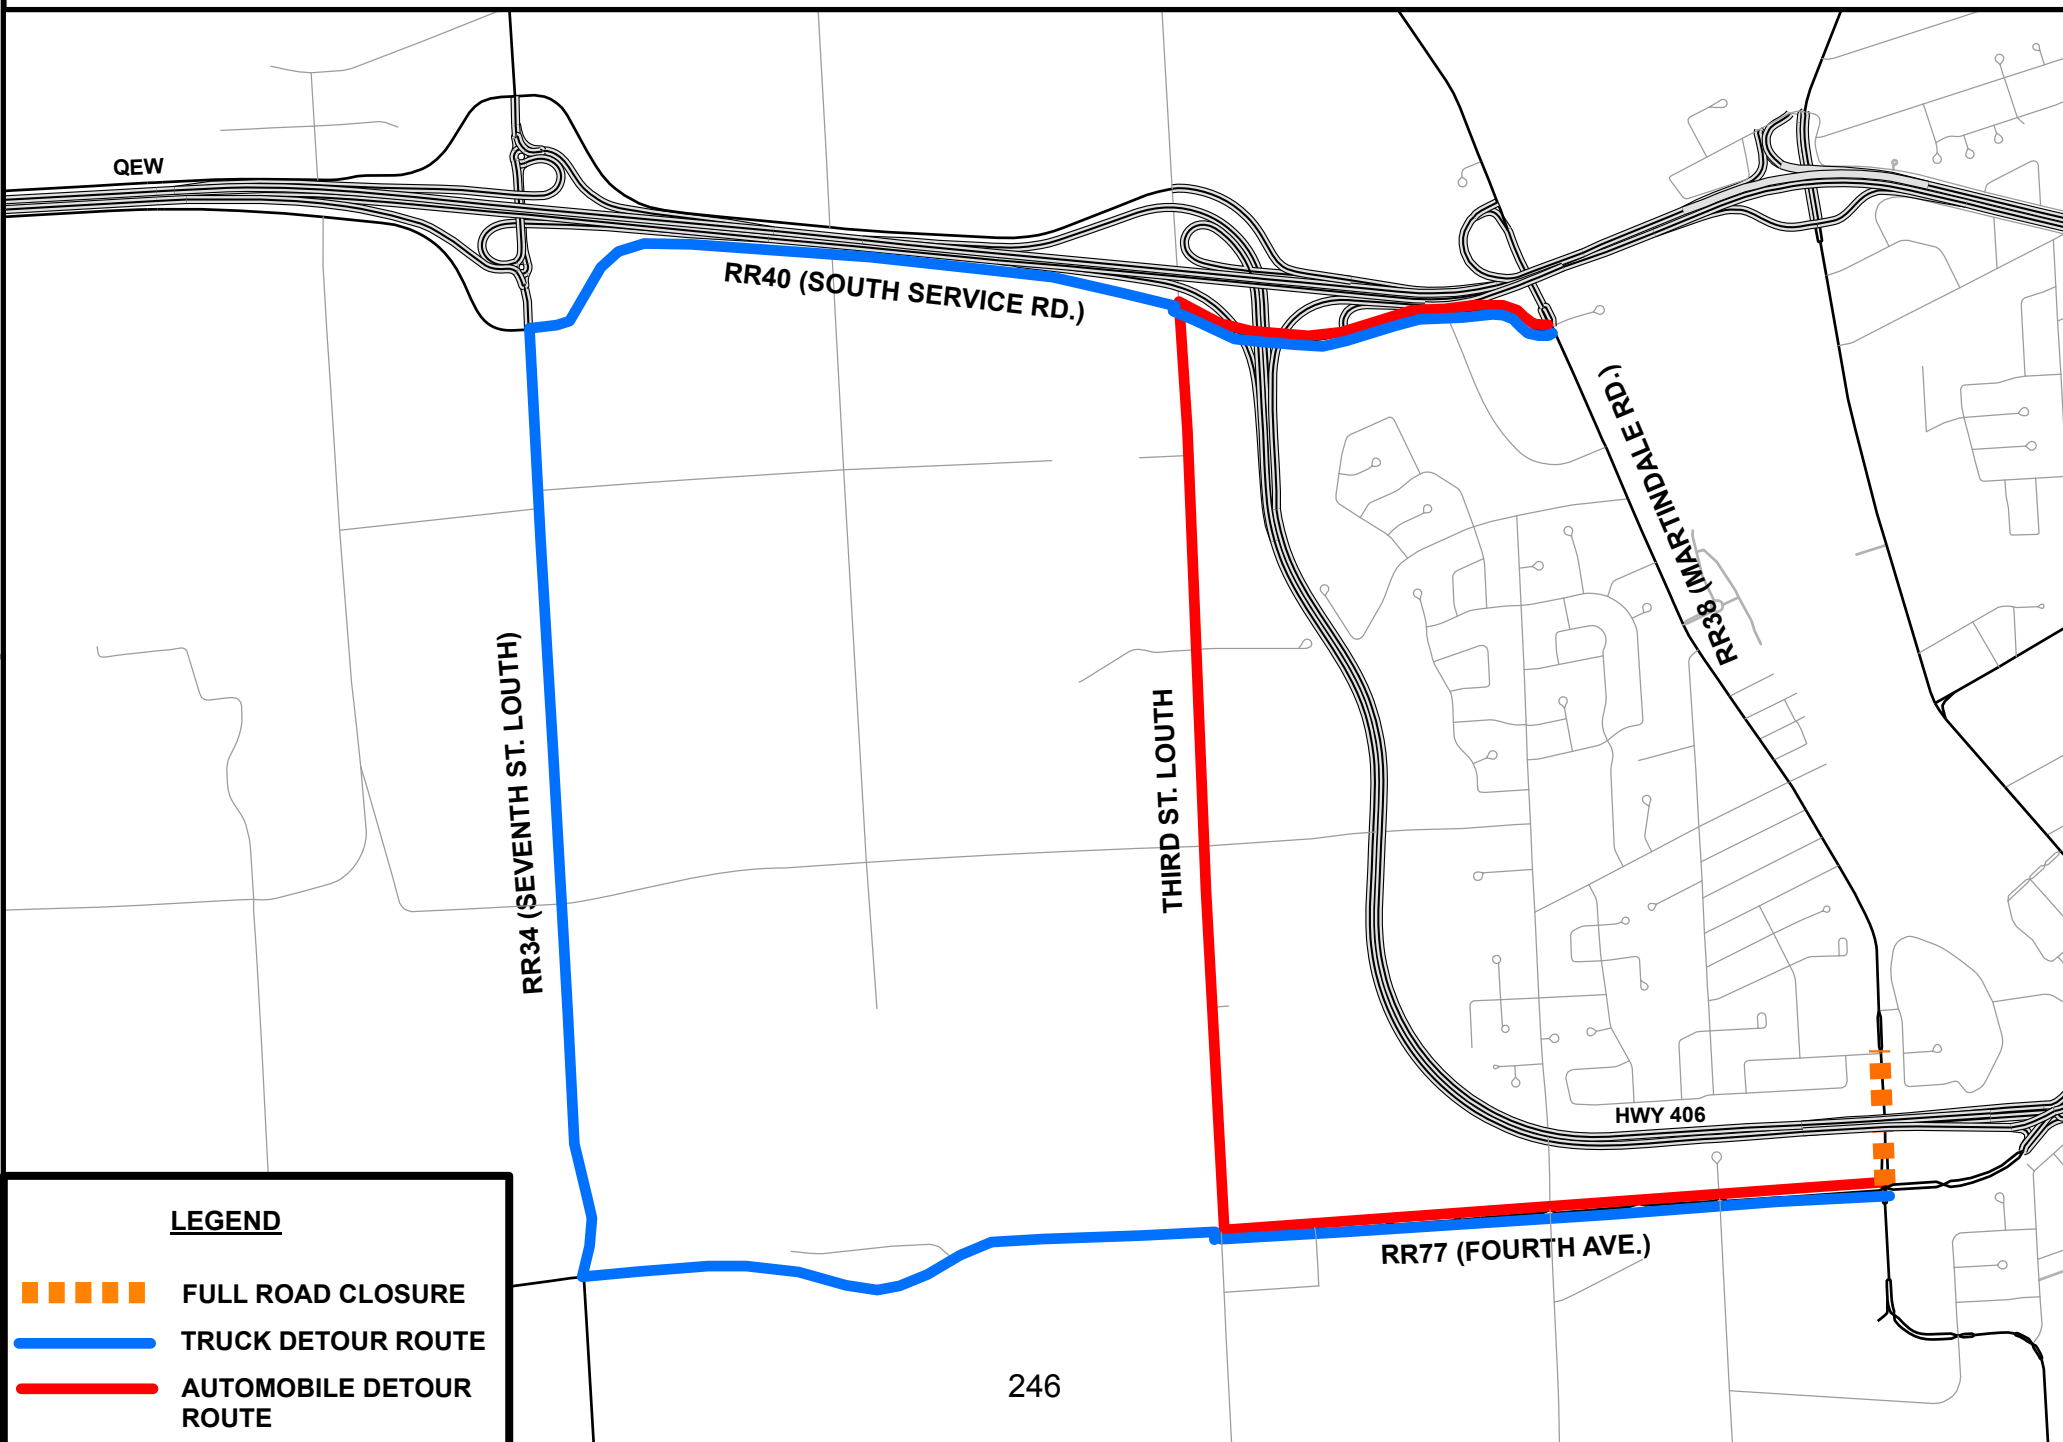 QEW
RR40 (SOUTH SERVICE RD.)
RR38 (MARTINDALE RD.)
RR34 (SEVENTH ST. LOUTH)
THIRD ST. LOUTH
HWY 406
RR77 (FOURTH AVE.)
LEGEND
FULL ROAD CLOSURE
TRUCK DETOUR ROUTE
AUTOMOBILE DETOUR
ROUTE
246